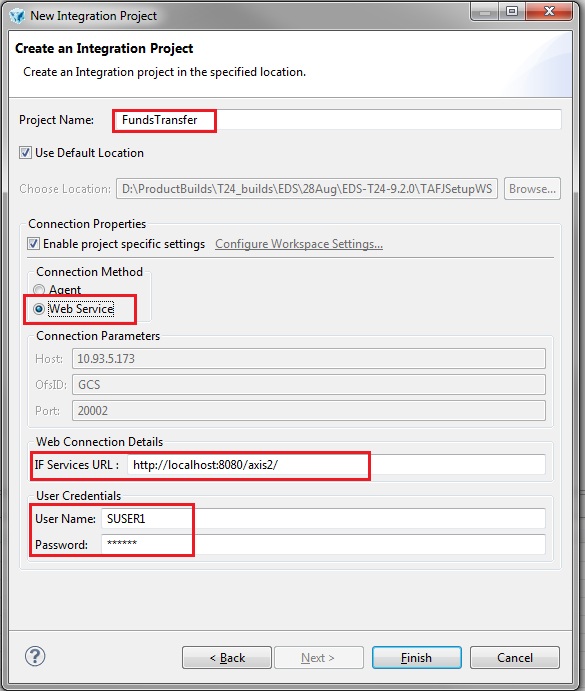 New Integration Project
Create an Integration Project
Create an Integration project in the specified location.
Project Name: FundsTransfer
Use Default Location
Choose Location: D:\ProductBuilds\T24_builds\EDS\28Aug\EDS-T24-9.2.0\TAFJSetupWS Browse...
Connection Properties
Enable project specific settings Configure Workspace Settings...
Connection Method
Agent
Web Service
Connection Parameters
Host: 10.93.5.173
OfsID: GCS
Port: 20002
Web Connection Details
IF Services URL : http://localhost:8080/axis2/
User Credentials
User Name: SUSER1
Password: ******
? < Back Next > Finish Cancel